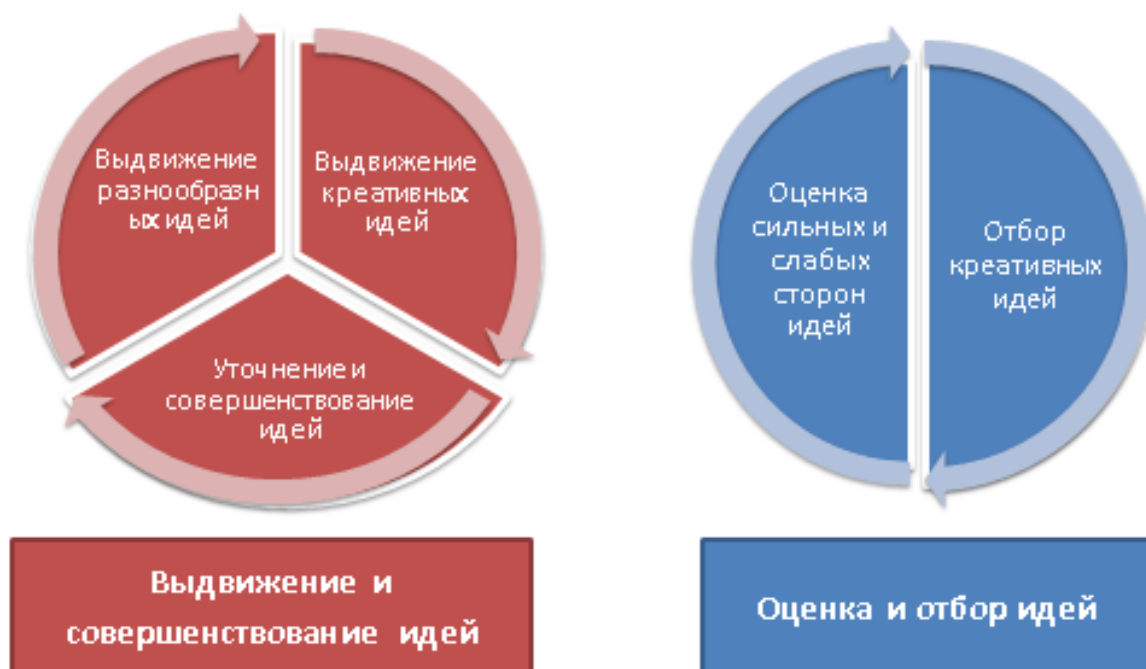 Выдвижение
разнообразн
ых идей
Выдвижение
креативных
идей
Уточнение и
совершенствование
идей
Выдвижение и
совершенствование идей
Оценка
сильных и
слабых
сторон
идей
Отбор
креативных
идей
Оценка и отбор идей